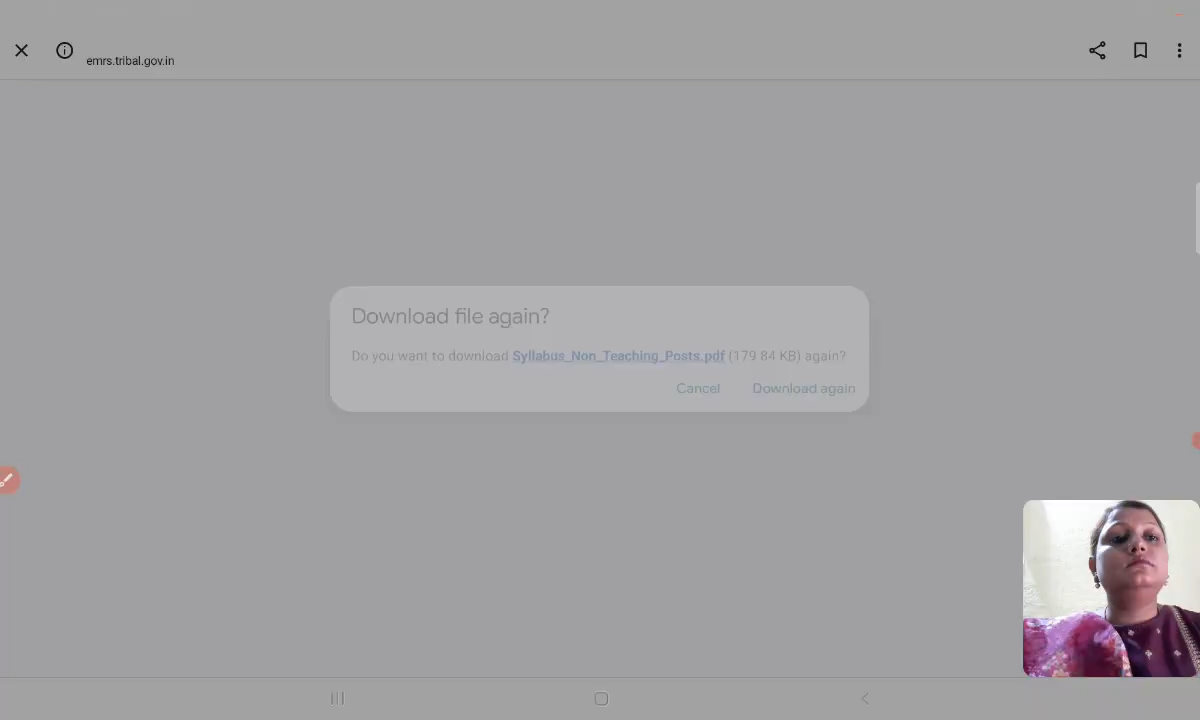 emrs.tribal.gov.in
Download file again?
Do you want to download Syllabus_Non_Teaching_Posts.pdf (179.84 KB) again?
Cancel Download again